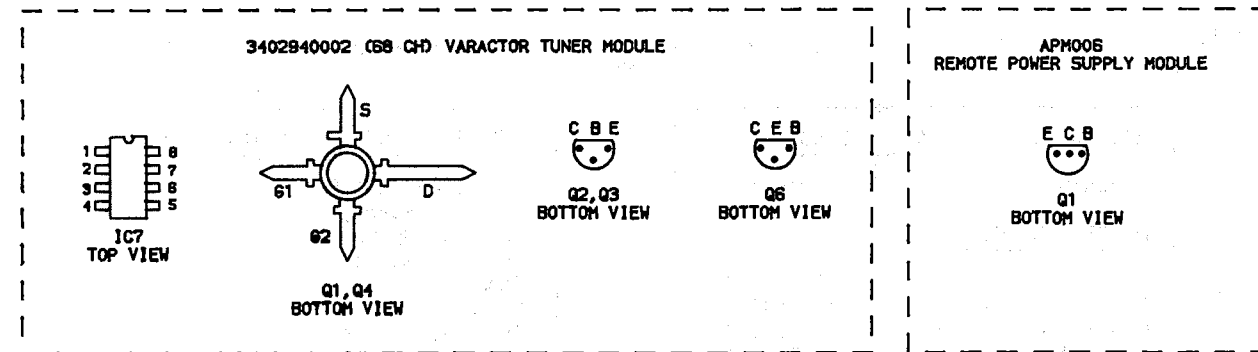 3402940002 (68 CH) VARACTOR TUNER MODULE
1 8
2 7
3 6
4 5
IC7
TOP VIEW
S
G1
D
G2
Q1,Q4
BOTTOM VIEW
C B E
Q2,Q3
BOTTOM VIEW
C E B
Q6
BOTTOM VIEW
APM006
REMOTE POWER SUPPLY MODULE
E C B
Q1
BOTTOM VIEW